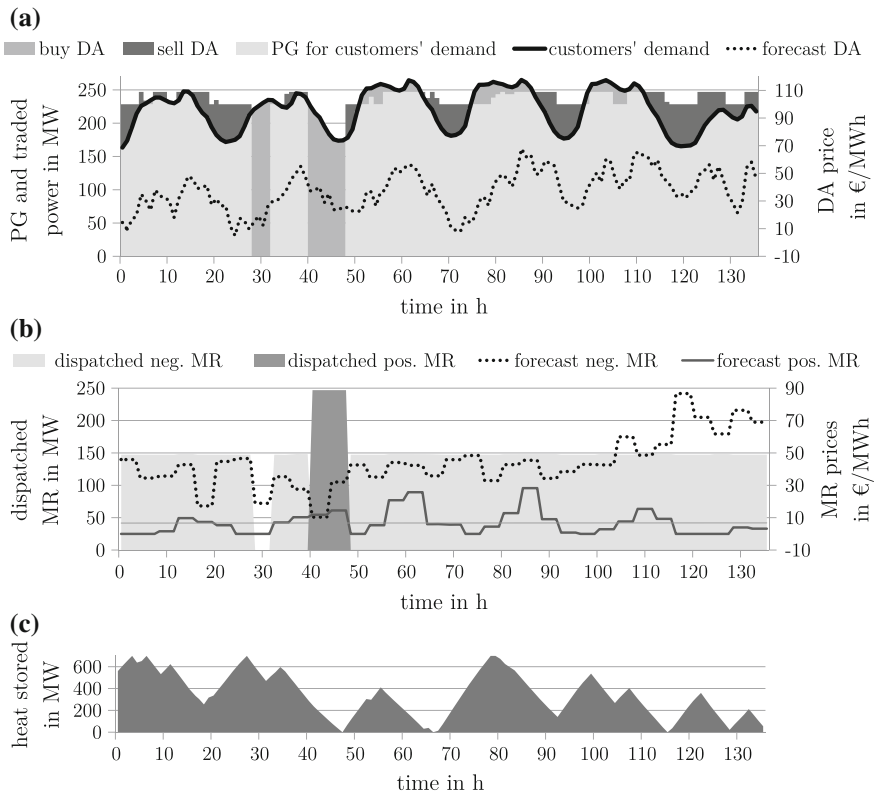 (a)
buy DA sell DA PG for customers' demand customers' demand forecast DA
PG and traded
power in MW
250
200
150
100
50
0
110
90
70
50
30
10
-10
DA price
in €/MWh
0 10 20 30 40 50 60 70 80 90 100 110 120 130
time in h
(b)
dispatched neg. MR dispatched pos. MR forecast neg. MR forecast pos. MR
dispatched
MR in MW
250
200
150
100
50
0
90
70
50
30
10
-10
MR prices
in €/MWh
0 10 20 30 40 50 60 70 80 90 100 110 120 130
time in h
(c)
heat stored
in MW
600
400
200
0
0 10 20 30 40 50 60 70 80 90 100 110 120 130
time in h